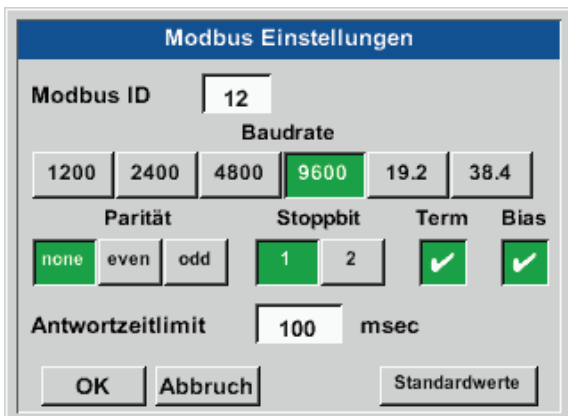 Modbus Einstellungen
Modbus ID 12
Baudrate
1200 2400 4800 9600 19.2 38.4
Parität Stoppbit Term Bias
none even odd 1 2 ✔ ✔
Antwortzeitlimit 100 msec
OK Abbruch Standardwerte